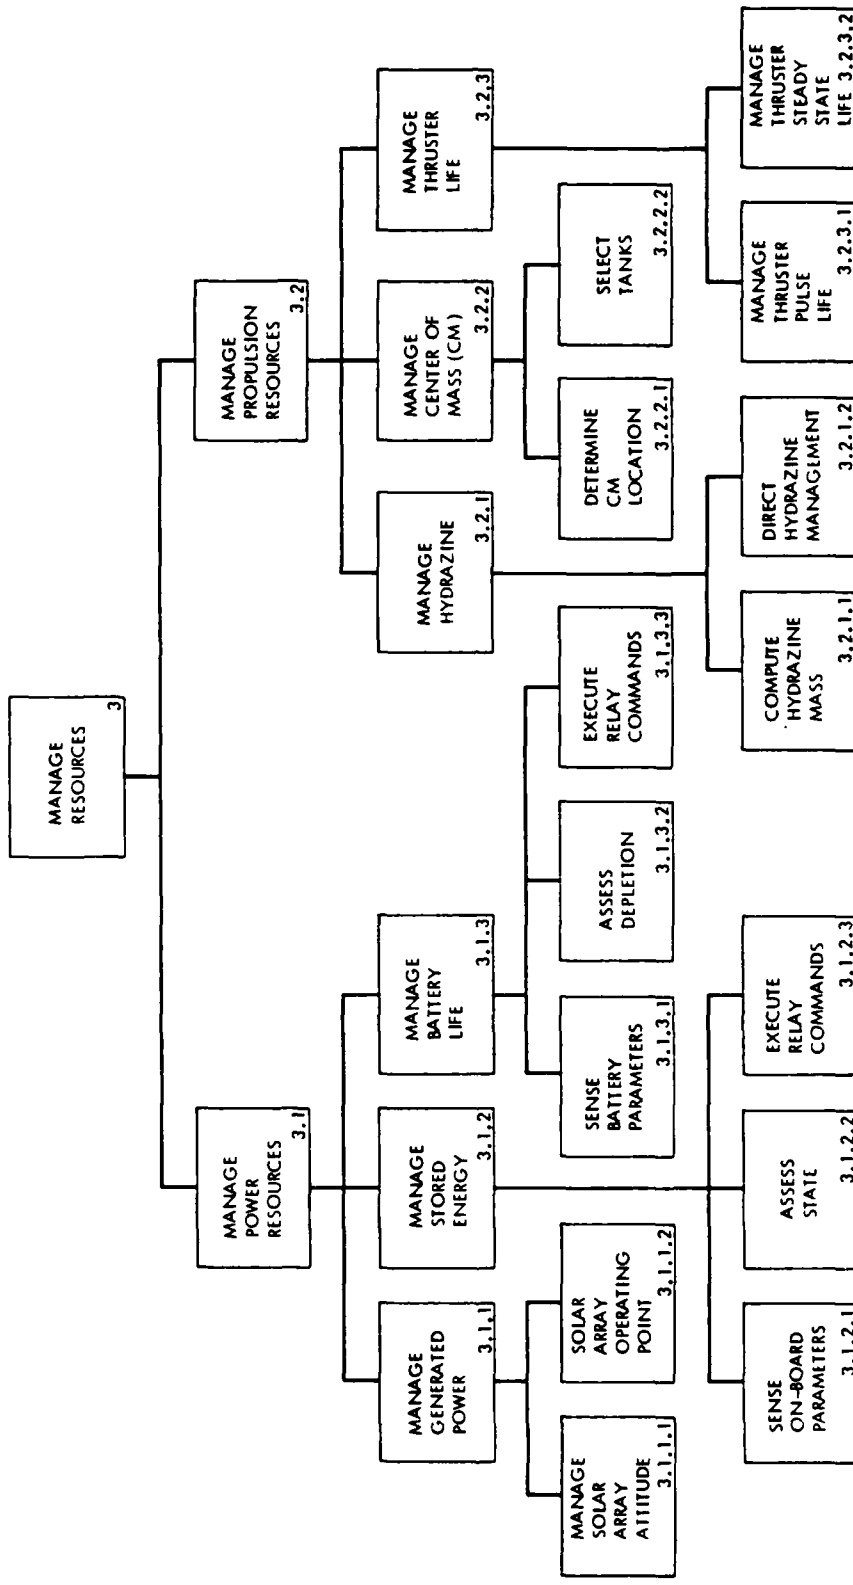 MANAGE
RESOURCES
3
MANAGE
POWER
RESOURCES
3.1
MANAGE
PROPULSION
RESOURCES
3.2
MANAGE
GENERATED
POWER
3.1.1
MANAGE
STORED
ENERGY
3.1.2
MANAGE
BATTERY
LIFE
3.1.3
MANAGE
HYDRAZINE
3.2.1
MANAGE
CENTER OF
MASS (CM)
3.2.2
MANAGE
THRUSTER
LIFE
3.2.3
MANAGE
SOLAR
ARRAY
ATTITUDE
3.1.1.1
SOLAR
ARRAY
OPERATING
POINT
3.1.1.2
SENSE
BATTERY
PARAMETERS
3.1.3.1
ASSESS
DEPLETION
3.1.3.2
EXECUTE
RELAY
COMMANDS
3.1.3.3
DETERMINE
CM
LOCATION
3.2.2.1
SELECT
TANKS
3.2.2.2
SENSE
ON-BOARD
PARAMETERS
3.1.2.1
ASSESS
STATE
3.1.2.2
EXECUTE
RELAY
COMMANDS
3.1.2.3
COMPUTE
HYDRAZINE
MASS
3.2.1.1
DIRECT
HYDRAZINE
MANAGEMENT
3.2.1.2
MANAGE
THRUSTER
PULSE
LIFE
3.2.3.1
MANAGE
THRUSTER
STEADY
STATE
LIFE 3.2.3.2